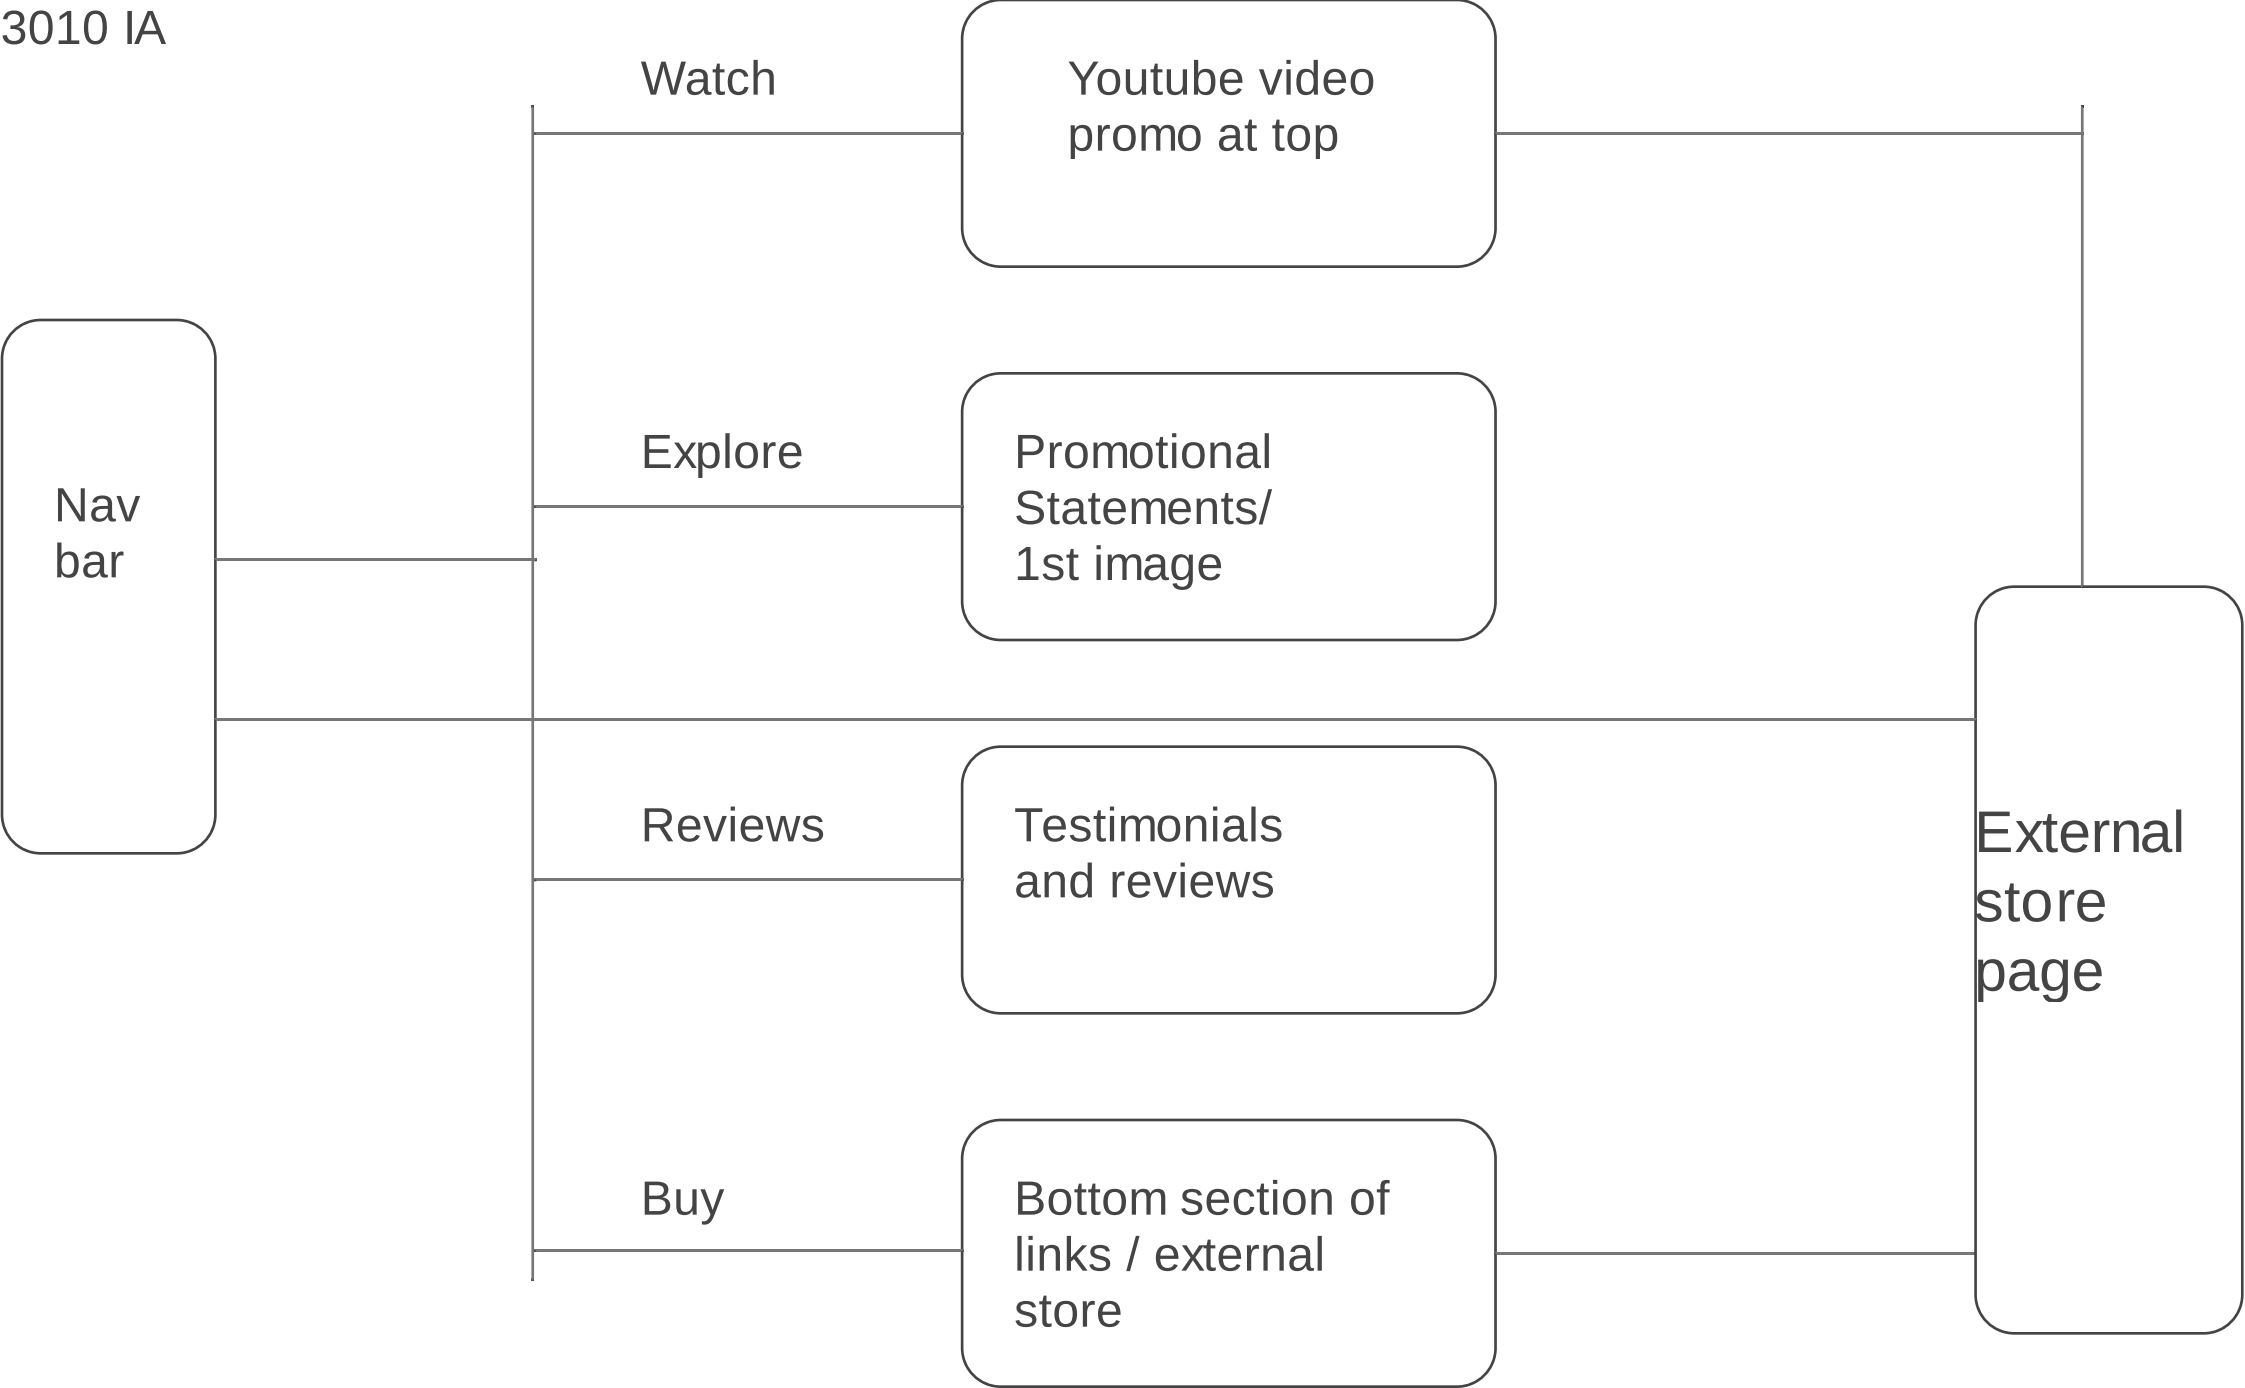 3010 IA
Watch
Youtube video
promo at top
Nav
bar
Explore
Promotional
Statements/
1st image
Reviews
Testimonials
and reviews
External
store
page
Buy
Bottom section of
links / external
store